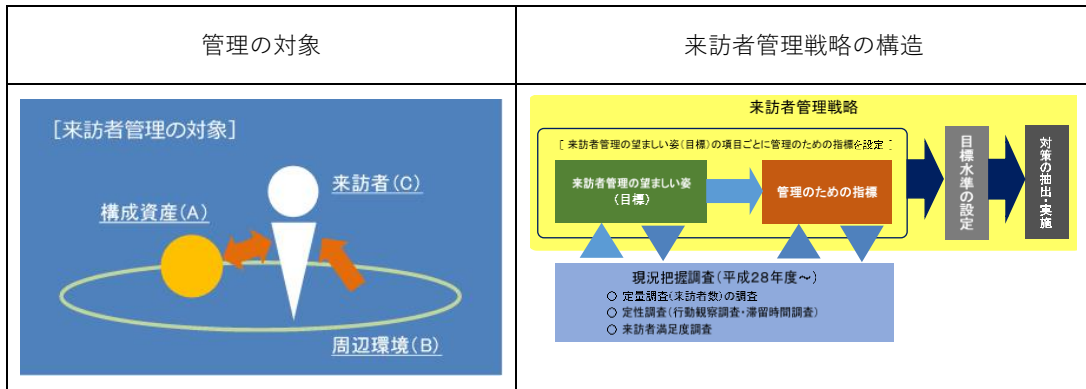 管理の対象
来訪者管理戦略の構造
[来訪者管理の対象]
来訪者(C)
構成資産(A)
周辺環境(B)
来訪者管理戦略
[ 来訪者管理の望ましい姿(目標)の項目ごとに管理のための指標を設定 ]
来訪者管理の望ましい姿
(目標)
管理のための指標
目標水準の設定
対策の抽出・実施
現況把握調査(平成28年度～)
○ 定量調査(来訪者数)の調査
○ 定性調査(行動観察調査・滞留時間調査)
○ 来訪者満足度調査